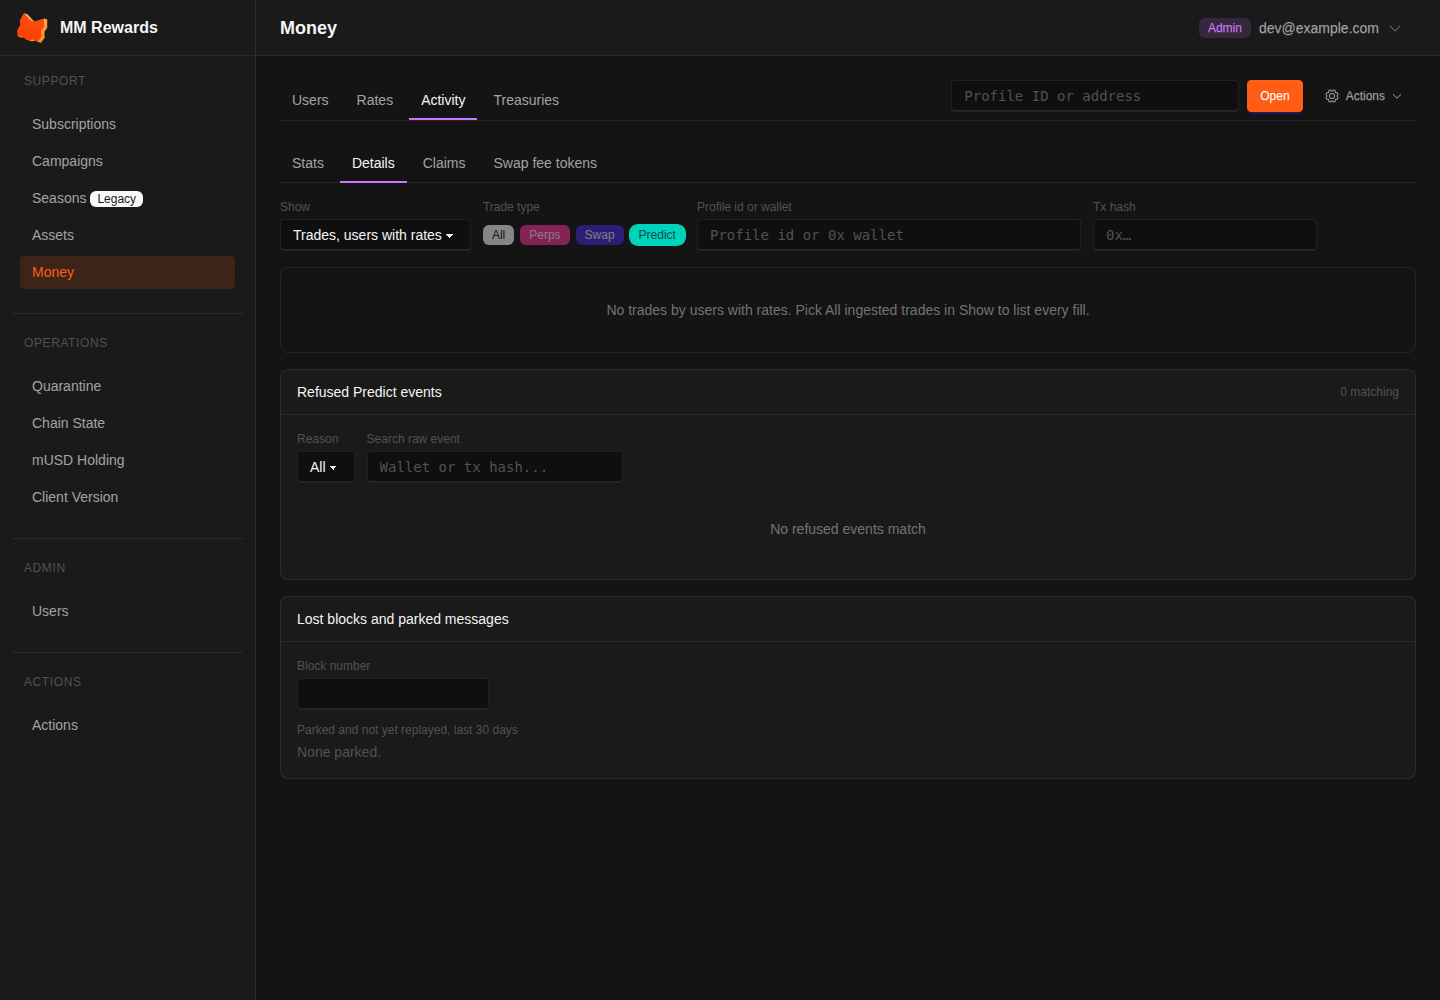 MM Rewards
Money
Admin
dev@example.com
SUPPORT
Subscriptions
Campaigns
Seasons Legacy
Assets
Money
OPERATIONS
Quarantine
Chain State
mUSD Holding
Client Version
ADMIN
Users
ACTIONS
Actions
Users Rates Activity Treasuries
Profile ID or address
Open
Actions
Stats Details Claims Swap fee tokens
Show
Trades, users with rates
Trade type
All Perps Swap Predict
Profile id or wallet
Profile id or 0x wallet
Tx hash
0x…
No trades by users with rates. Pick All ingested trades in Show to list every fill.
Refused Predict events
0 matching
Reason
All
Search raw event
Wallet or tx hash...
No refused events match
Lost blocks and parked messages
Block number
Parked and not yet replayed, last 30 days
None parked.